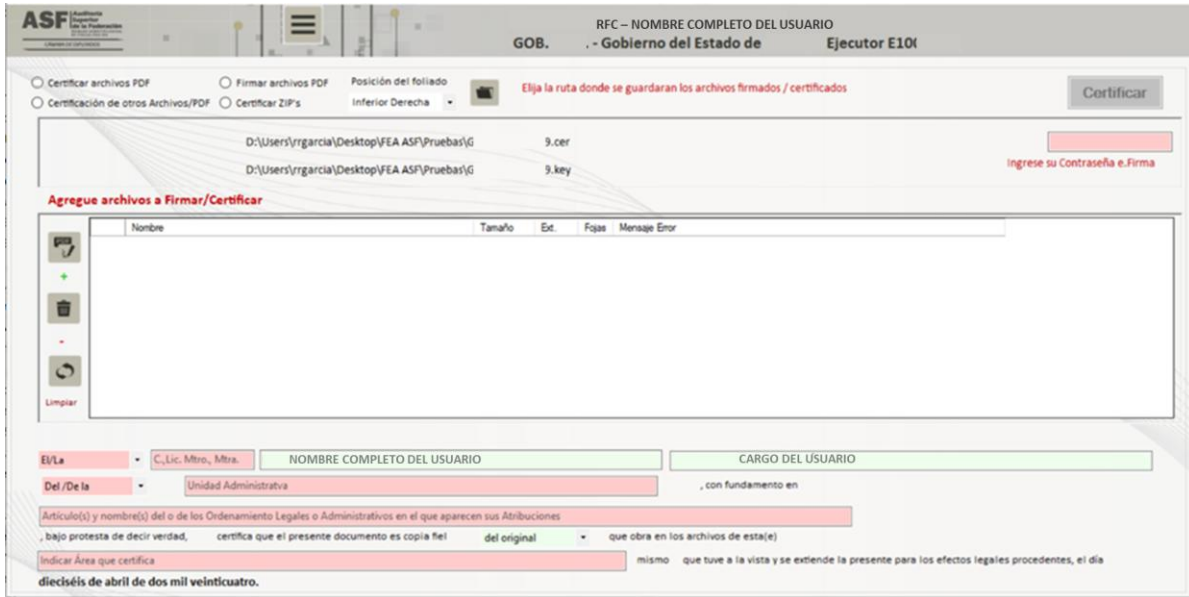 ASF Auditoría
Superior
de la Federación
CÁMARA DE DIPUTADOS
RFC – NOMBRE COMPLETO DEL USUARIO
GOB. . - Gobierno del Estado de Ejecutor E10
Certificar archivos PDF Firmar archivos PDF Posición del foliado
Elija la ruta donde se guardaran los archivos firmados / certificados
Certificar
Certificación de otros Archivos/PDF Certificar ZIP's Inferior Derecha
D:\Users\rrgarcia\Desktop\FEA ASF\Pruebas\G 9.cer
Ingrese su Contraseña e.Firma
D:\Users\rrgarcia\Desktop\FEA ASF\Pruebas\G 9.key
Agregue archivos a Firmar/Certificar
Nombre Tamaño Ext. Fojas Mensaje Error
PDF
+
-
Limpiar
El/La C.,Lic. Mtro., Mtra. NOMBRE COMPLETO DEL USUARIO CARGO DEL USUARIO
Del /De la Unidad Administratva , con fundamento en
Artículo(s) y nombre(s) del o de los Ordenamiento Legales o Administrativos en el que aparecen sus Atribuciones
, bajo protesta de decir verdad, certifica que el presente documento es copia fiel del original que obra en los archivos de esta(e)
Indicar Área que certifica mismo que tuve a la vista y se extiende la presente para los efectos legales procedentes, el día
dieciséis de abril de dos mil veinticuatro.